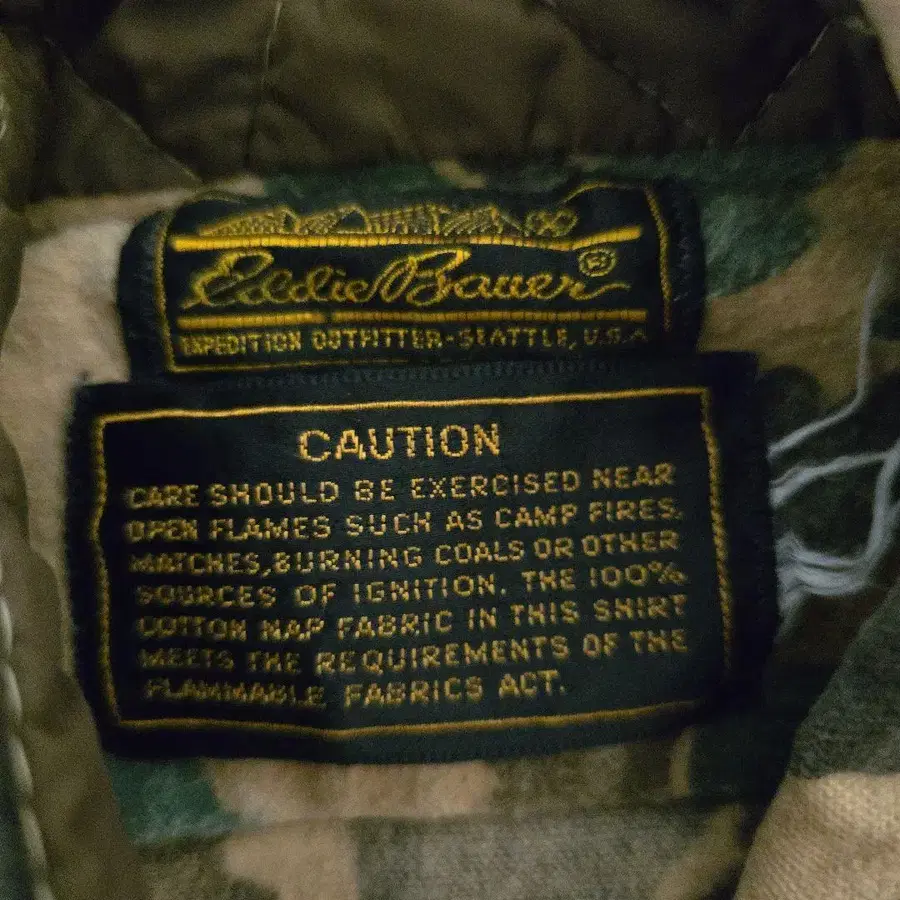 Eddie Bauer®
EXPEDITION OUTFITTER-SEATTLE, U.S.A
CAUTION
CARE SHOULD BE EXERCISED NEAR
OPEN FLAMES SUCH AS CAMP FIRES,
MATCHES, BURNING COALS OR OTHER
SOURCES OF IGNITION. THE 100%
COTTON NAP FABRIC IN THIS SHIRT
MEETS THE REQUIREMENTS OF THE
FLAMMABLE FABRICS ACT.